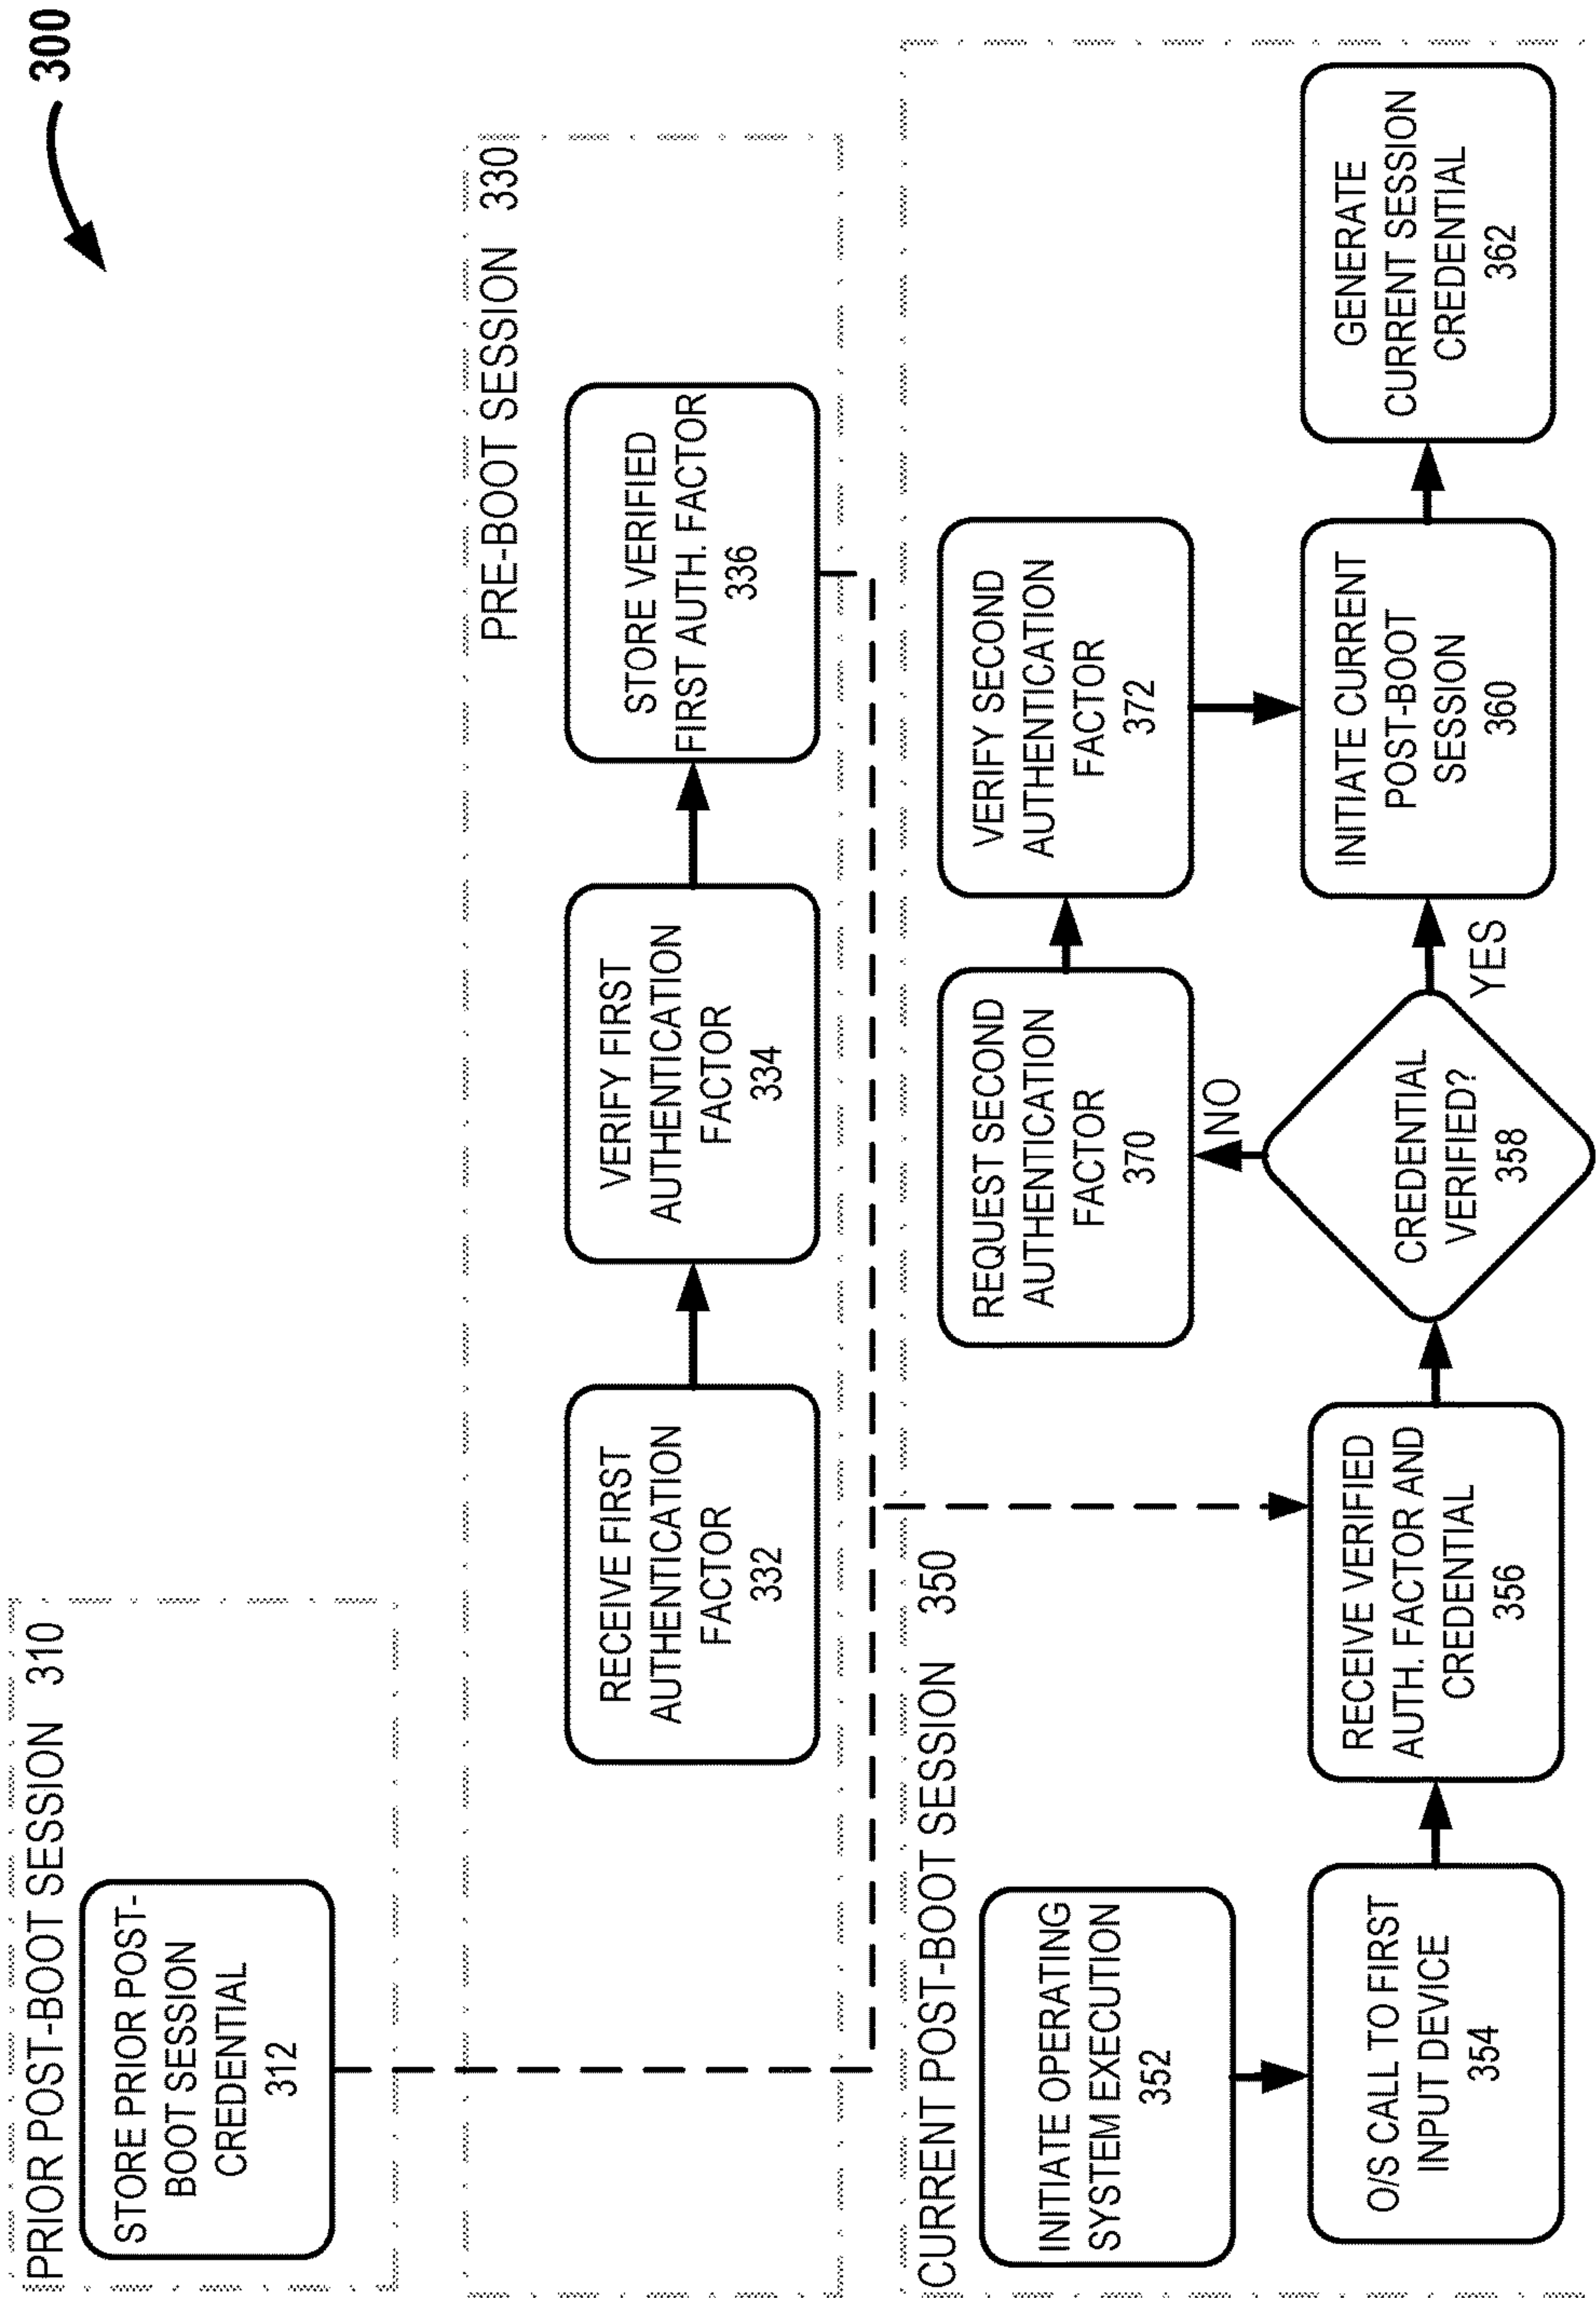 300
PRIOR POST-BOOT SESSION 310
STORE PRIOR POST-
BOOT SESSION
CREDENTIAL
312
PRE-BOOT SESSION 330
RECEIVE FIRST
AUTHENTICATION
FACTOR
332
VERIFY FIRST
AUTHENTICATION
FACTOR
334
STORE VERIFIED
FIRST AUTH. FACTOR
336
CURRENT POST-BOOT SESSION 350
INITIATE OPERATING
SYSTEM EXECUTION
352
O/S CALL TO FIRST
INPUT DEVICE
354
RECEIVE VERIFIED
AUTH. FACTOR AND
CREDENTIAL
356
CREDENTIAL
VERIFIED?
358
NO
YES
REQUEST SECOND
AUTHENTICATION
FACTOR
370
VERIFY SECOND
AUTHENTICATION
FACTOR
372
INITIATE CURRENT
POST-BOOT
SESSION
360
GENERATE
CURRENT SESSION
CREDENTIAL
362